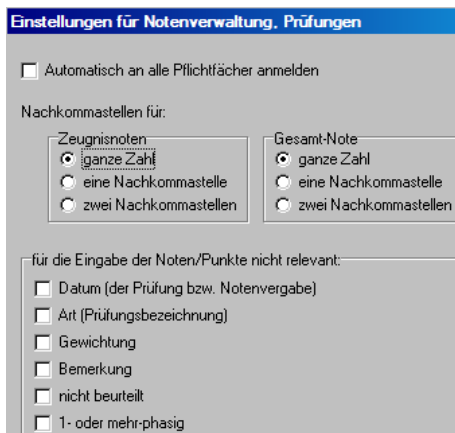 Einstellungen für Notenverwaltung, Prüfungen
Automatisch an alle Pflichtfächer anmelden
Nachkommastellen für:
Zeugnisnoten
ganze Zahl
eine Nachkommastelle
zwei Nachkommastellen
Gesamt-Note
ganze Zahl
eine Nachkommastelle
zwei Nachkommastellen
für die Eingabe der Noten/Punkte nicht relevant:
Datum (der Prüfung bzw. Notenvergabe)
Art (Prüfungsbezeichnung)
Gewichtung
Bemerkung
nicht beurteilt
1- oder mehr-phasig